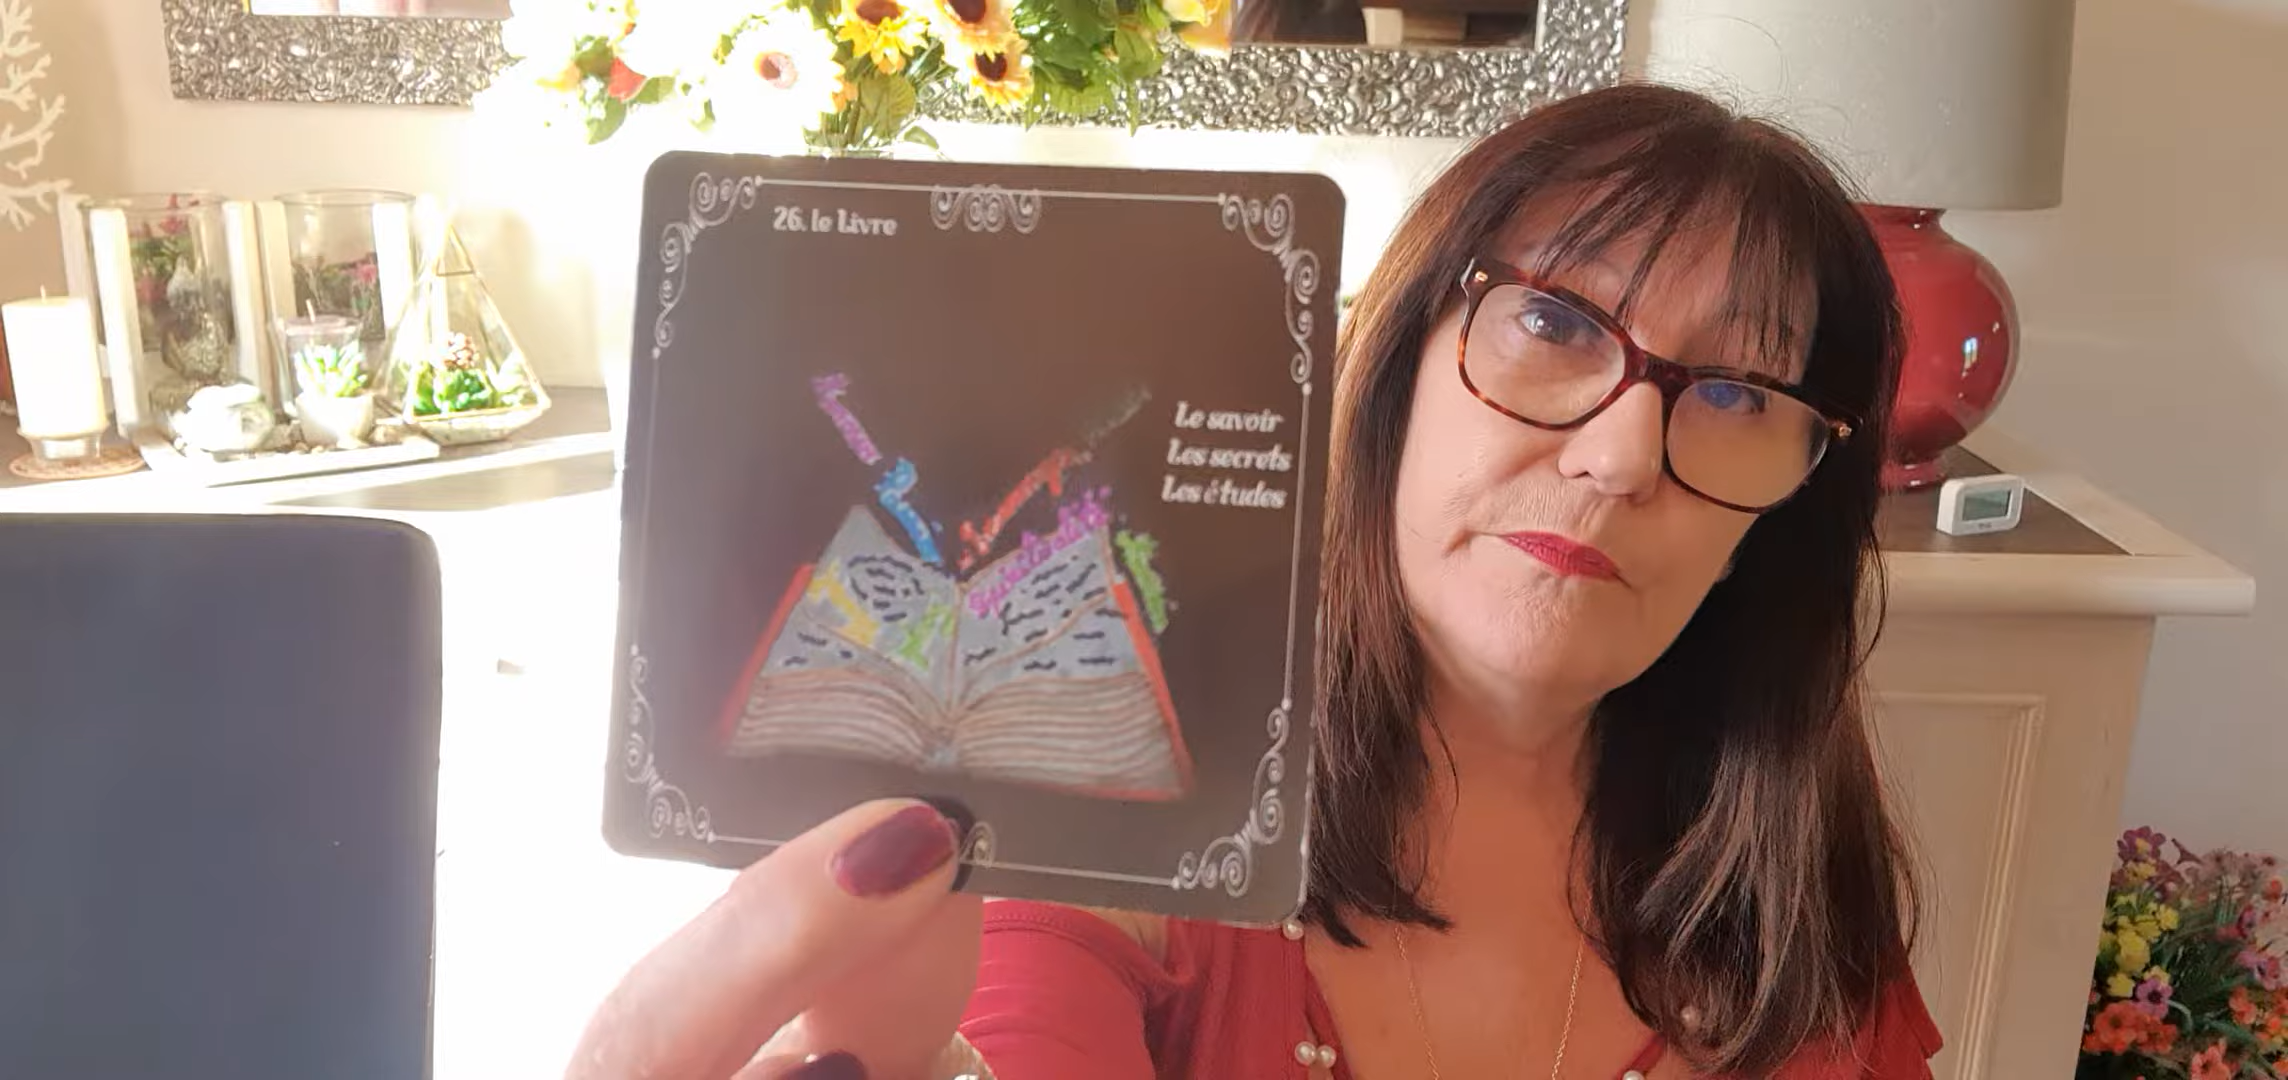 26. le Livre
Le savoir
Les secrets
Les études